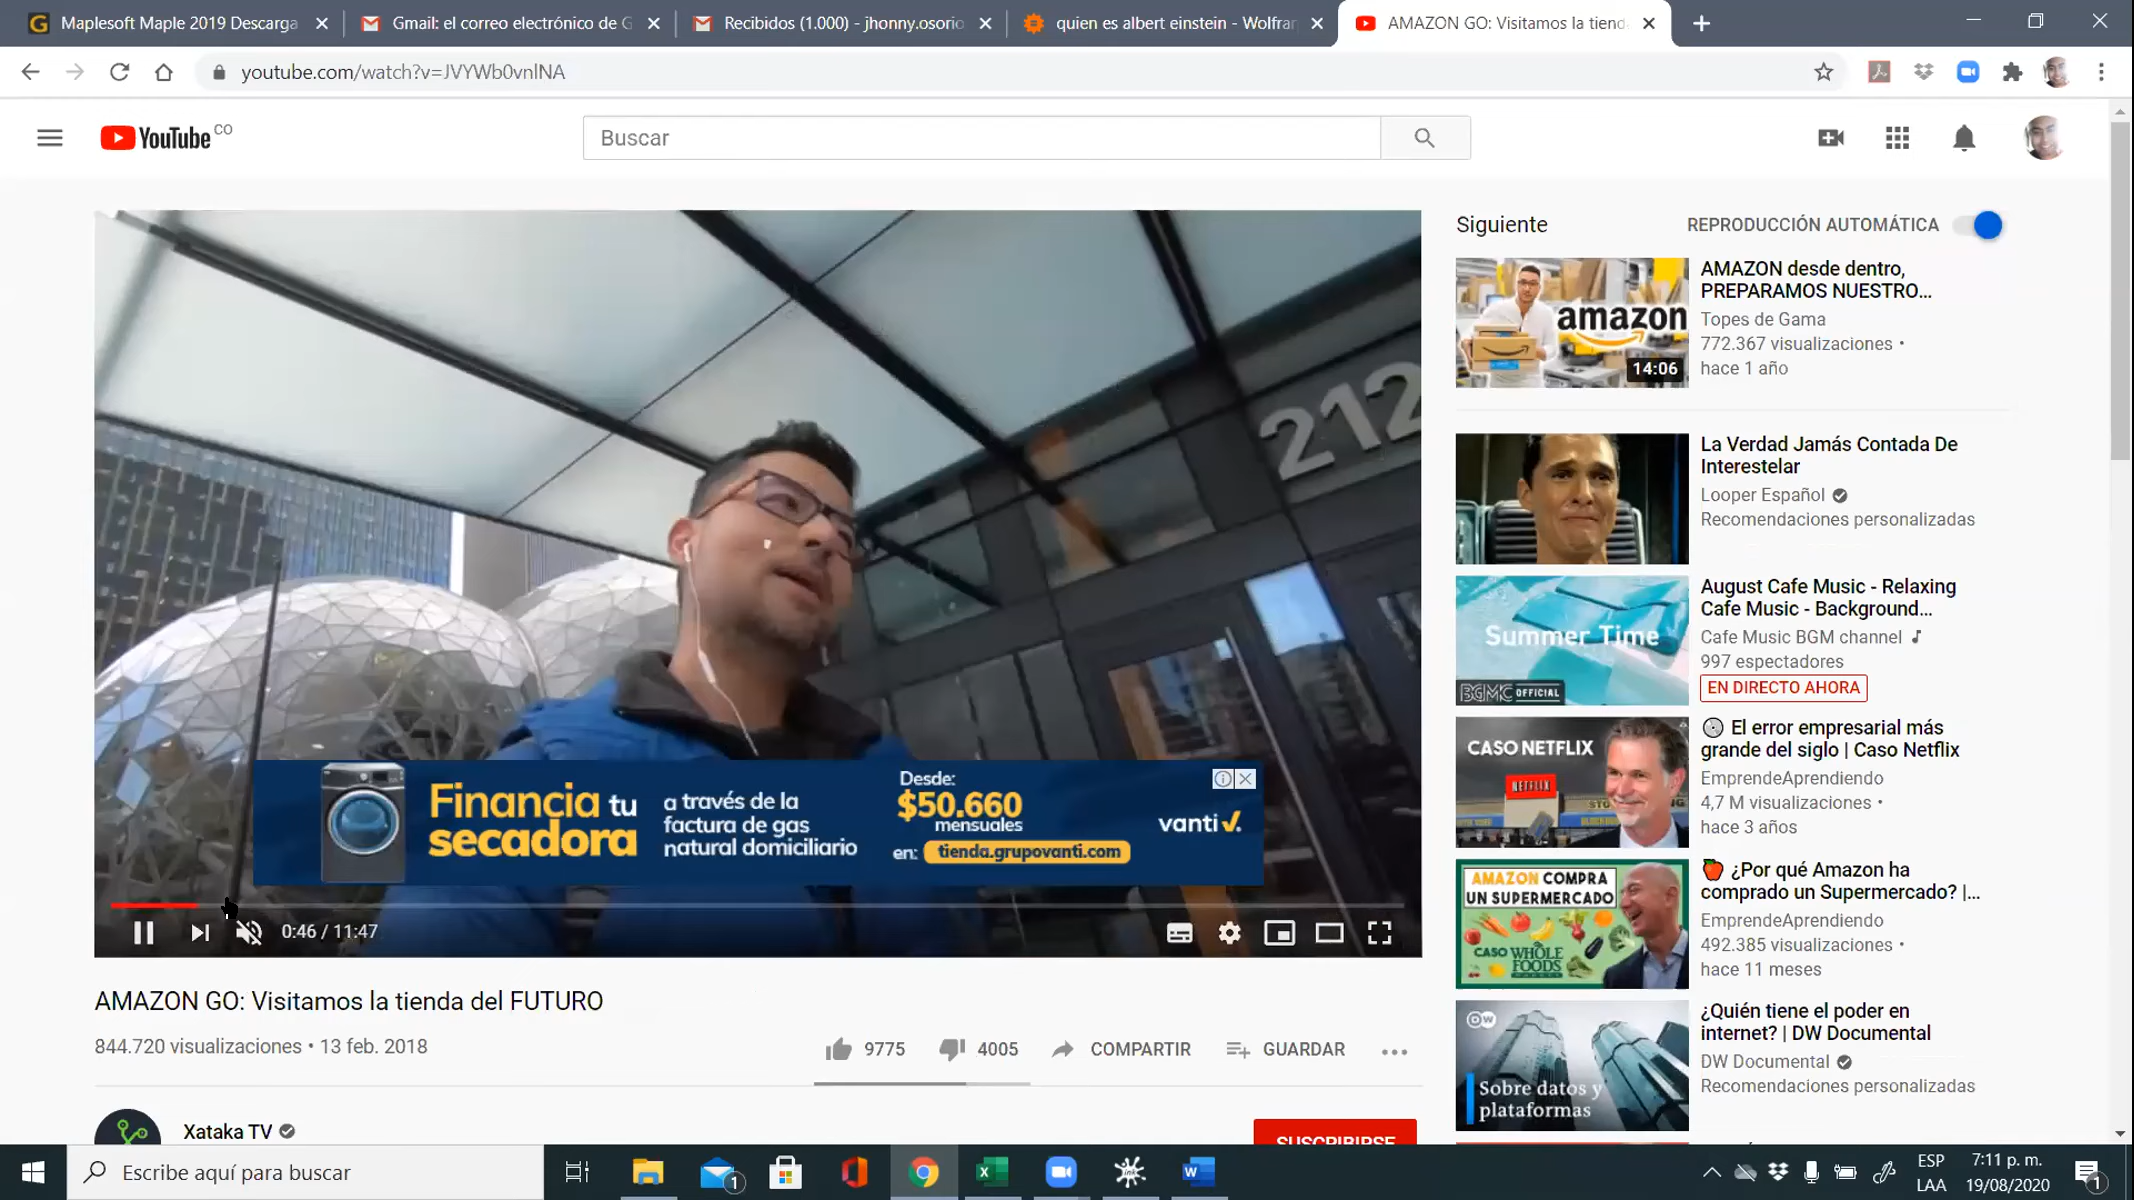 Maplesoft Maple 2019 Descarga
Gmail: el correo electrónico de G
Recibidos (1.000) - jhonny.osorio
quien es albert einstein - Wolfra
AMAZON GO: Visitamos la tiend
youtube.com/watch?v=JVYWb0vnlNA
YouTube CO
Buscar
212
Financia tu
secadora
a través de la
factura de gas
natural domiciliario
Desde:
$50.660
mensuales
en: tienda.grupovanti.com
vanti
0:46 / 11:47
AMAZON GO: Visitamos la tienda del FUTURO
844.720 visualizaciones • 13 feb. 2018
9775
4005
COMPARTIR
GUARDAR
Xataka TV
SUSCRIBIRSE
Siguiente
REPRODUCCIÓN AUTOMÁTICA
amazon
14:06
AMAZON desde dentro,
PREPARAMOS NUESTRO...
Topes de Gama
772.367 visualizaciones •
hace 1 año
La Verdad Jamás Contada De
Interestelar
Looper Español
Recomendaciones personalizadas
Summer Time
BGMC OFFICIAL
August Cafe Music - Relaxing
Cafe Music - Background...
Cafe Music BGM channel
997 espectadores
EN DIRECTO AHORA
CASO NETFLIX
NETFLIX
El error empresarial más
grande del siglo | Caso Netflix
EmprendeAprendiendo
4,7 M visualizaciones •
hace 3 años
AMAZON COMPRA
UN SUPERMERCADO?
CASO WHOLE
FOODS
¿Por qué Amazon ha
comprado un Supermercado? |...
EmprendeAprendiendo
492.385 visualizaciones •
hace 11 meses
DW
Sobre datos y
plataformas
¿Quién tiene el poder en
internet? | DW Documental
DW Documental
Recomendaciones personalizadas
Escribe aquí para buscar
1
ESP
LAA
7:11 p. m.
19/08/2020
1